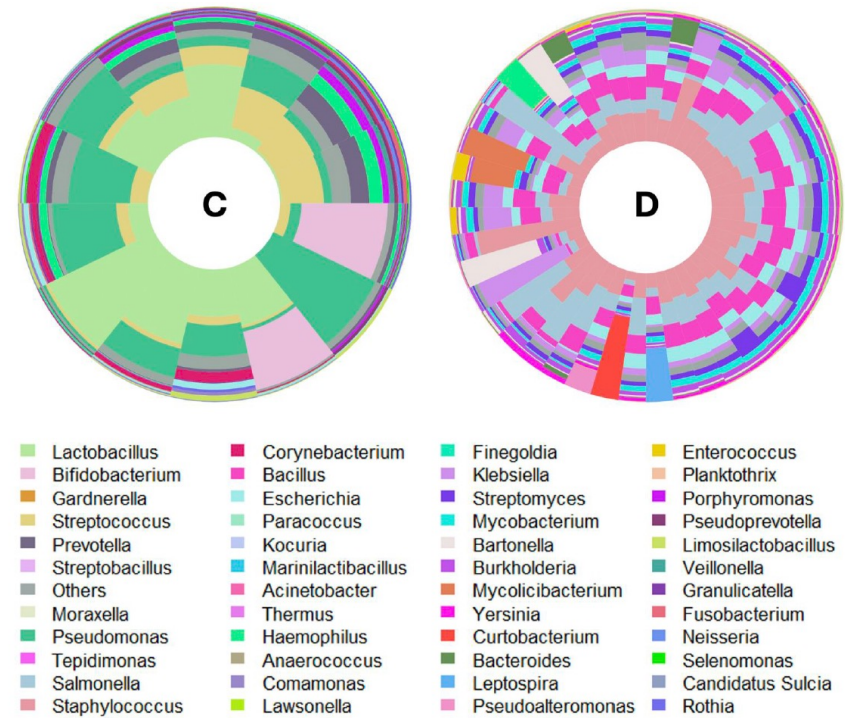 C
D
Lactobacillus
Bifidobacterium
Gardnerella
Streptococcus
Prevotella
Streptobacillus
Others
Moraxella
Pseudomonas
Tepidimonas
Salmonella
Staphylococcus
Corynebacterium
Bacillus
Escherichia
Paracoccus
Kocuria
Marinilactibacillus
Acinetobacter
Thermus
Haemophilus
Anaerococcus
Comamonas
Lawsonella
Finegoldia
Klebsiella
Streptomyces
Mycobacterium
Bartonella
Burkholderia
Mycolicibacterium
Yersinia
Curtobacterium
Bacteroides
Leptospira
Pseudoalteromonas
Enterococcus
Planktothrix
Porphyromonas
Pseudoprevotella
Limosilactobacillus
Veillonella
Granulicatella
Fusobacterium
Neisseria
Selenomonas
Candidatus Sulcia
Rothia